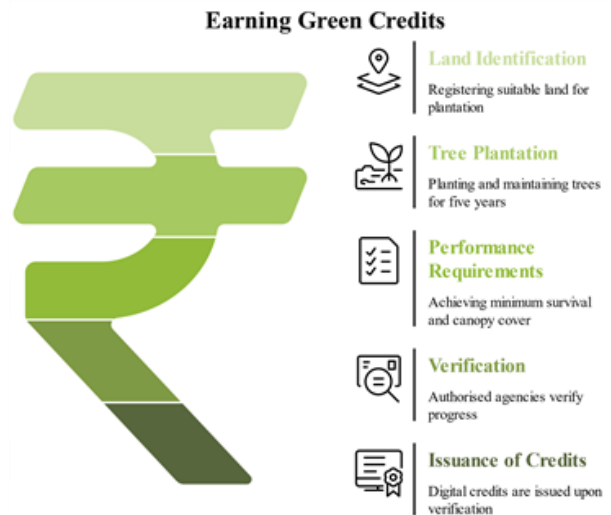 Earning Green Credits
Land Identification
Registering suitable land for
plantation
Tree Plantation
Planting and maintaining trees
for five years
Performance
Requirements
Achieving minimum survival
and canopy cover
Verification
Authorised agencies verify
progress
Issuance of Credits
Digital credits are issued upon
verification